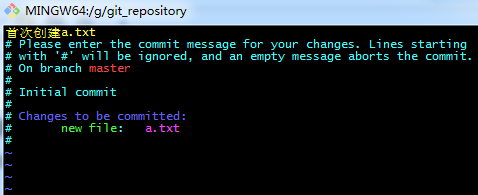 MINGW64:/g/git_repository
首次创建a.txt
# Please enter the commit message for your changes. Lines starting
# with '#' will be ignored, and an empty message aborts the commit.
# On branch master
#
# Initial commit
#
# Changes to be committed:
#       new file:   a.txt
#
~
~
~